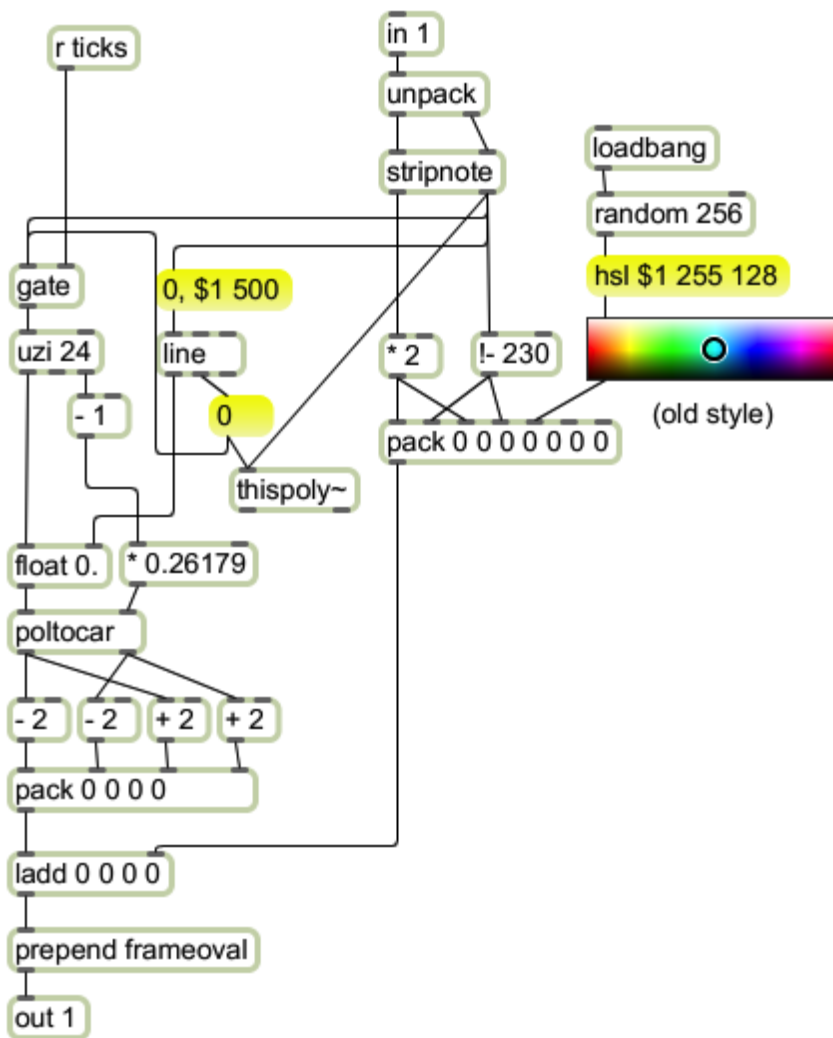 in 1
r ticks
unpack
loadbang
stripnote
random 256
hsl $1 255 128
gate
0, $1 500
uzi 24
line
* 2
!- 230
- 1
0
(old style)
pack 0 0 0 0 0 0 0
thispoly~
float 0.
* 0.26179
poltocar
- 2
- 2
+ 2
+ 2
pack 0 0 0 0
ladd 0 0 0 0
prepend frameoval
out 1